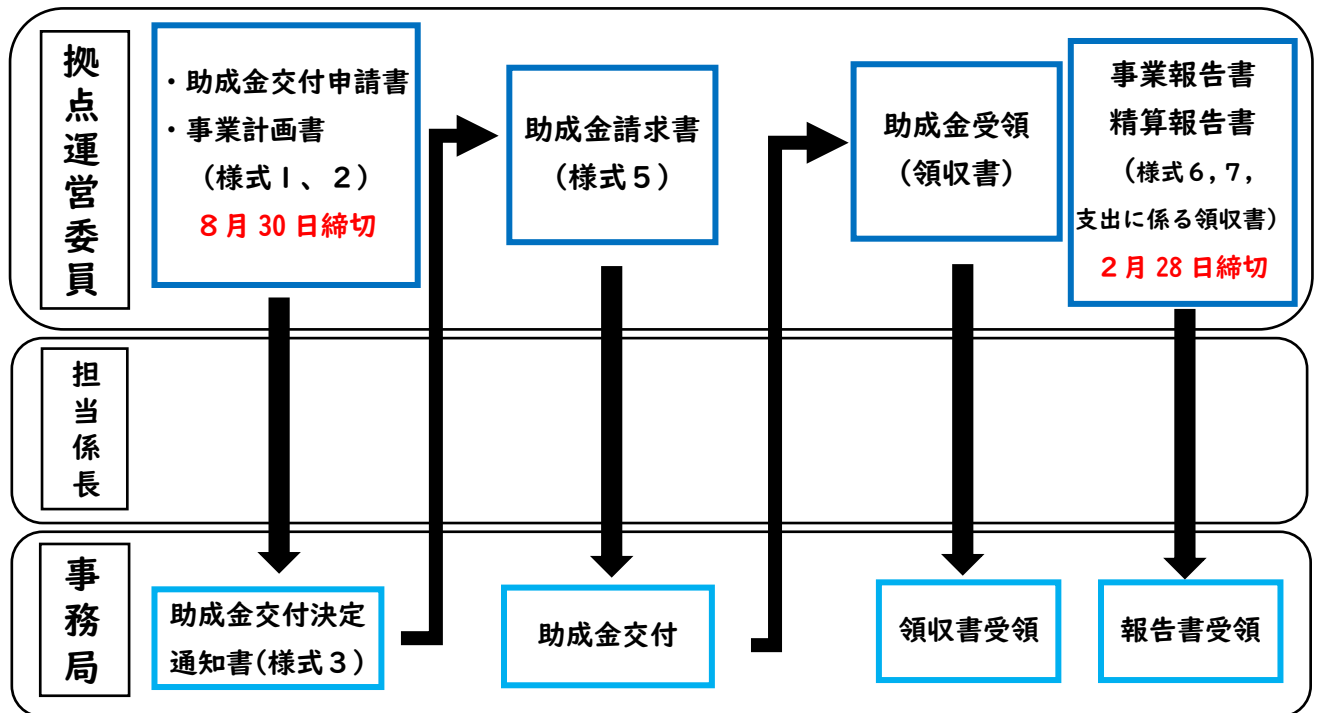 拠点運営委員
・助成金交付申請書
・事業計画書
(様式１、２)
８月30日締切
助成金請求書
(様式５)
助成金受領
(領収書)
事業報告書
精算報告書
(様式６,７,
支出に係る領収書)
２月28日締切
担当係長
事務局
助成金交付決定
通知書(様式３)
助成金交付
領収書受領
報告書受領